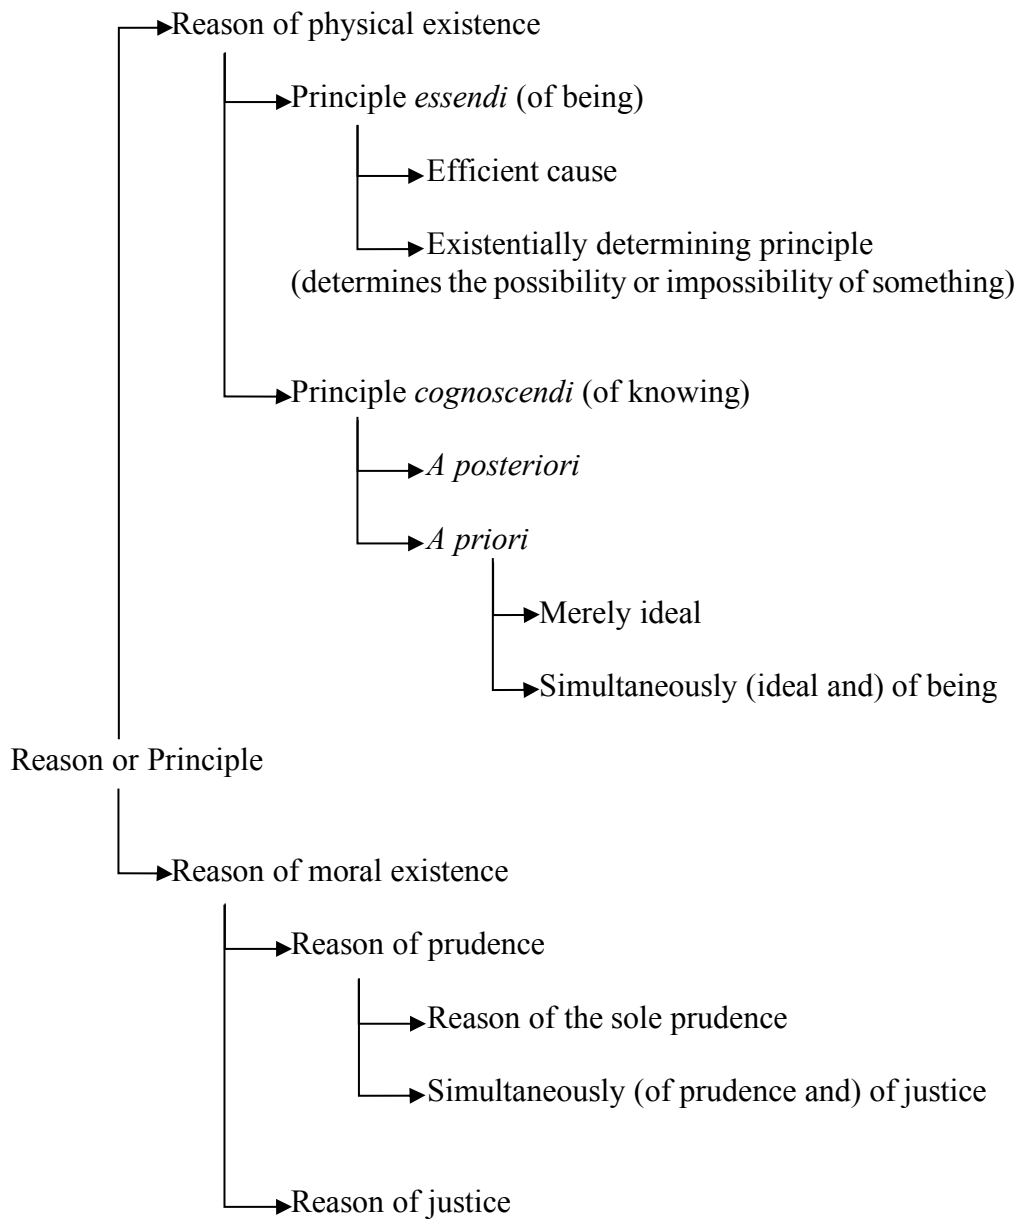 Reason of physical existence
Principle essendi (of being)
Efficient cause
Existentially determining principle
(determines the possibility or impossibility of something)
Principle cognoscendi (of knowing)
A posteriori
A priori
Merely ideal
Simultaneously (ideal and) of being
Reason or Principle
Reason of moral existence
Reason of prudence
Reason of the sole prudence
Simultaneously (of prudence and) of justice
Reason of justice